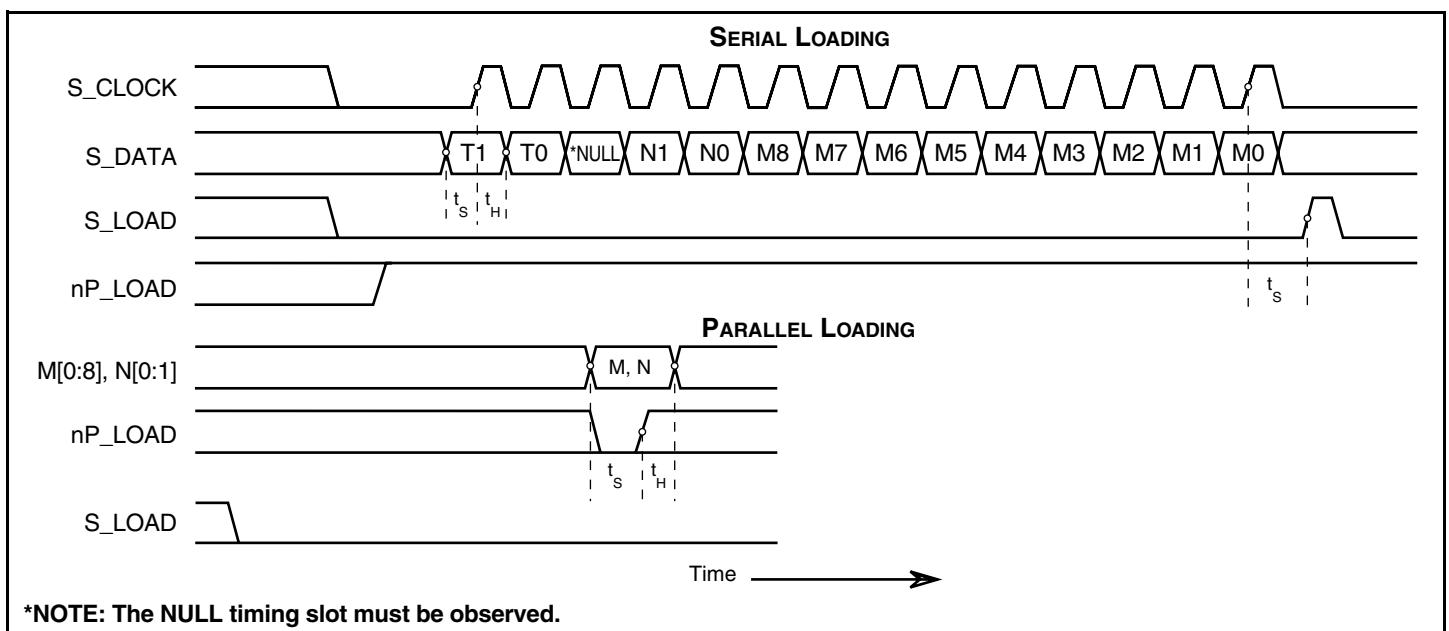 SERIAL LOADING
S_CLOCK
S_DATA T1 T0 *NULL N1 N0 M8 M7 M6 M5 M4 M3 M2 M1 M0
tS tH
S_LOAD
nP_LOAD
tS
PARALLEL LOADING
M[0:8], N[0:1] M, N
nP_LOAD
tS tH
S_LOAD
Time
*NOTE: The NULL timing slot must be observed.